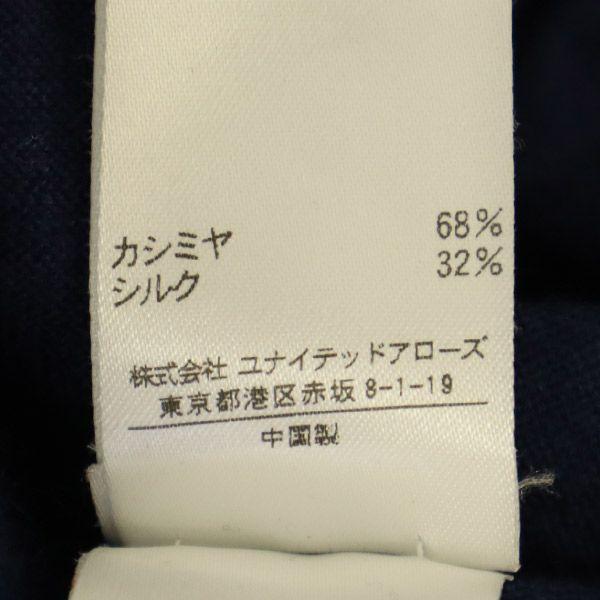 カシミヤ 68%
シルク 32%
株式会社 ユナイテッドアローズ
東京都港区赤坂 8-1-19
中国製